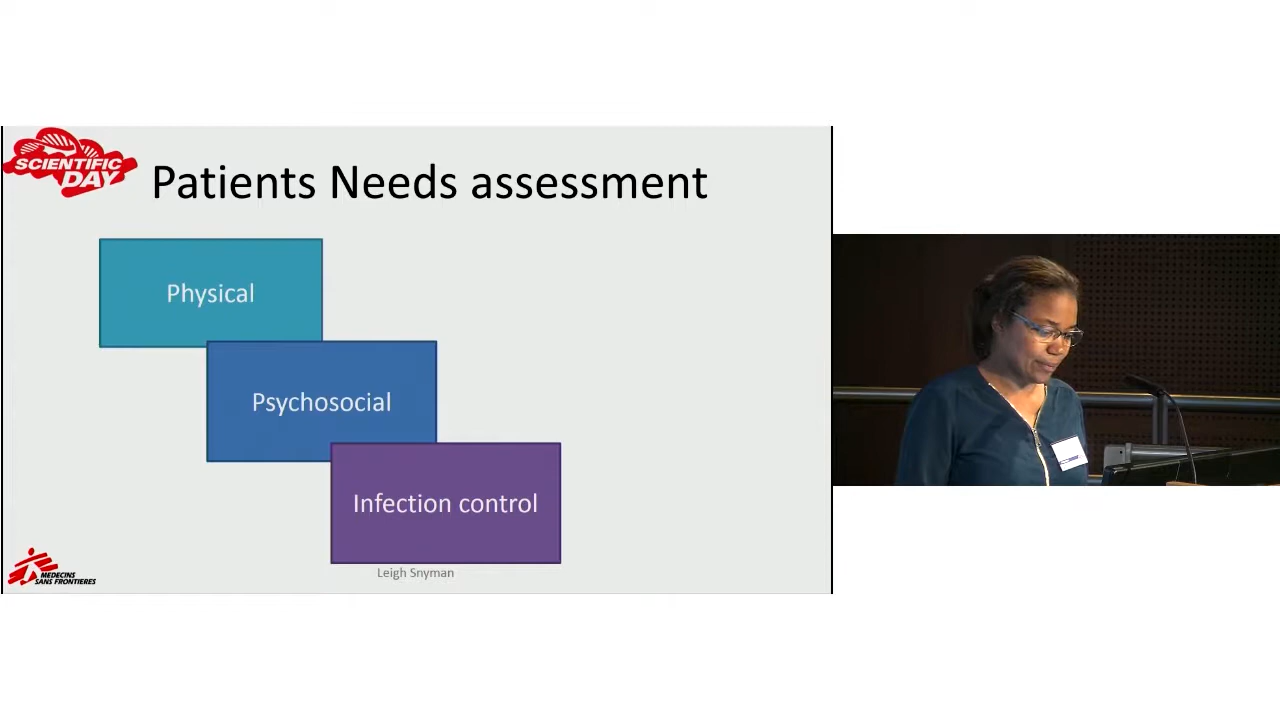 SCIENTIFIC
DAY
Patients Needs assessment
Physical
Psychosocial
Infection control
MEDECINS
SANS FRONTIERES
Leigh Snyman